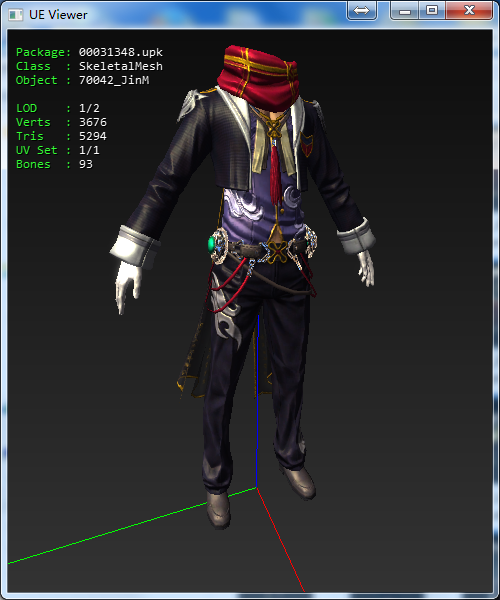 UE Viewer
Package: 00031348.upk
Class : SkeletalMesh
Object : 70042_JinM
LOD : 1/2
Verts : 3676
Tris : 5294
UV Set : 1/1
Bones : 93